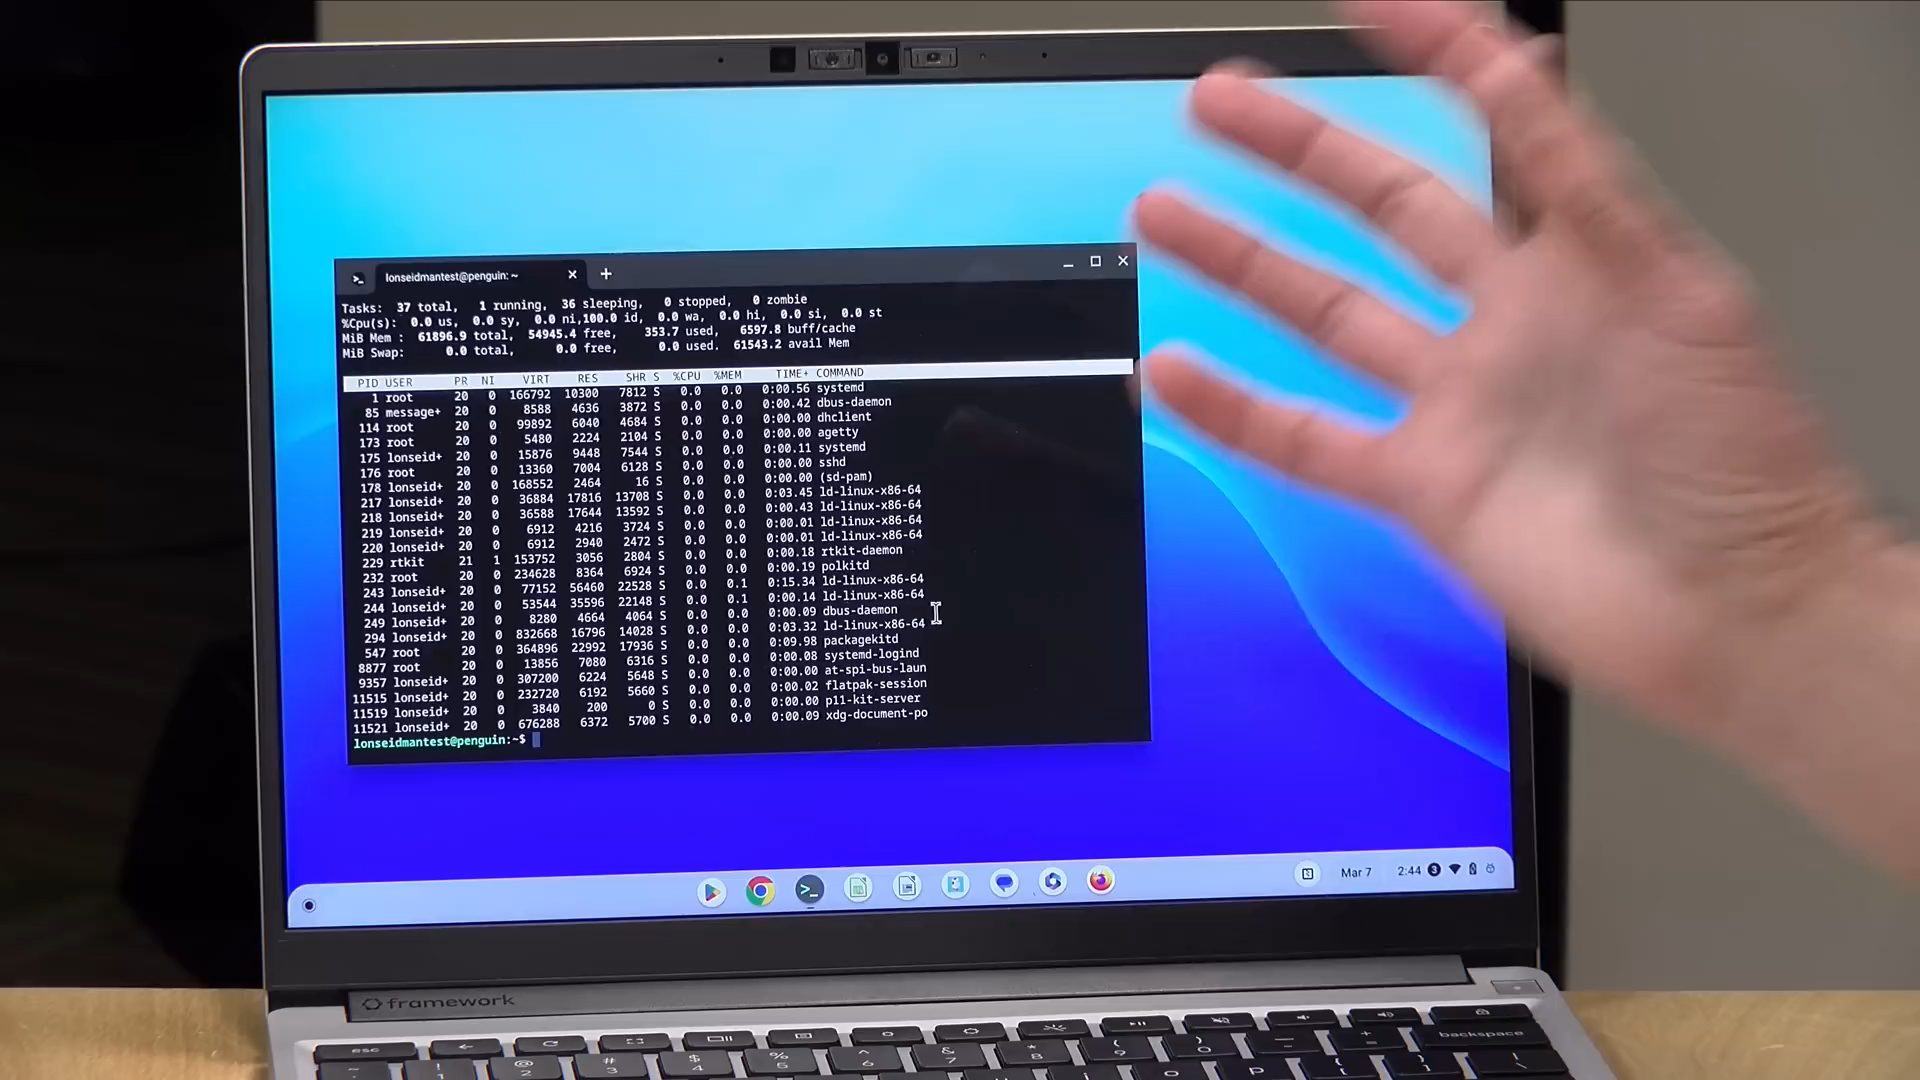 lonseidmantest@penguin: ~
Tasks: 37 total, 1 running, 36 sleeping, 0 stopped, 0 zombie
%Cpu(s): 0.0 us, 0.0 sy, 0.0 ni,100.0 id, 0.0 wa, 0.0 hi, 0.0 si, 0.0 st
MiB Mem : 61896.9 total, 54945.4 free, 353.7 used, 6597.8 buff/cache
MiB Swap: 0.0 total, 0.0 free, 0.0 used. 61543.2 avail Mem
PID USER PR NI VIRT RES SHR S %CPU %MEM TIME+ COMMAND
1 root 20 0 166792 10300 7812 S 0.0 0.0 0:00.56 systemd
85 message+ 20 0 8588 4636 3872 S 0.0 0.0 0:00.42 dbus-daemon
114 root 20 0 99892 6040 4684 S 0.0 0.0 0:00.00 dhclient
173 root 20 0 5480 2224 2104 S 0.0 0.0 0:00.00 agetty
175 lonseid+ 20 0 15876 9448 7544 S 0.0 0.0 0:00.11 systemd
176 root 20 0 13360 7004 6128 S 0.0 0.0 0:00.00 sshd
178 lonseid+ 20 0 168552 2464 16 S 0.0 0.0 0:00.00 (sd-pam)
217 lonseid+ 20 0 36884 17816 13708 S 0.0 0.0 0:03.45 ld-linux-x86-64
218 lonseid+ 20 0 36588 17644 13592 S 0.0 0.0 0:00.43 ld-linux-x86-64
219 lonseid+ 20 0 6912 4216 3724 S 0.0 0.0 0:00.01 ld-linux-x86-64
220 lonseid+ 20 0 6912 2940 2472 S 0.0 0.0 0:00.01 ld-linux-x86-64
229 rtkit 21 1 153752 3056 2804 S 0.0 0.0 0:00.18 rtkit-daemon
232 root 20 0 234628 8364 6924 S 0.0 0.0 0:00.19 polkitd
243 lonseid+ 20 0 77152 56460 22528 S 0.0 0.1 0:15.34 ld-linux-x86-64
244 lonseid+ 20 0 53544 35596 22148 S 0.0 0.1 0:00.14 ld-linux-x86-64
249 lonseid+ 20 0 8280 4664 4064 S 0.0 0.0 0:00.09 dbus-daemon
294 lonseid+ 20 0 832668 16796 14028 S 0.0 0.0 0:03.32 ld-linux-x86-64
547 root 20 0 364896 22992 17936 S 0.0 0.0 0:09.98 packagekitd
8877 root 20 0 13856 7080 6316 S 0.0 0.0 0:00.08 systemd-logind
9357 lonseid+ 20 0 307200 6224 5648 S 0.0 0.0 0:00.00 at-spi-bus-laun
11515 lonseid+ 20 0 232720 6192 5660 S 0.0 0.0 0:00.02 flatpak-session
11519 lonseid+ 20 0 3840 200 0 S 0.0 0.0 0:00.00 p11-kit-server
11521 lonseid+ 20 0 676288 6372 5700 S 0.0 0.0 0:00.09 xdg-document-po
lonseidmantest@penguin:~$
Mar 7 2:44 3
framework
esc
backspace